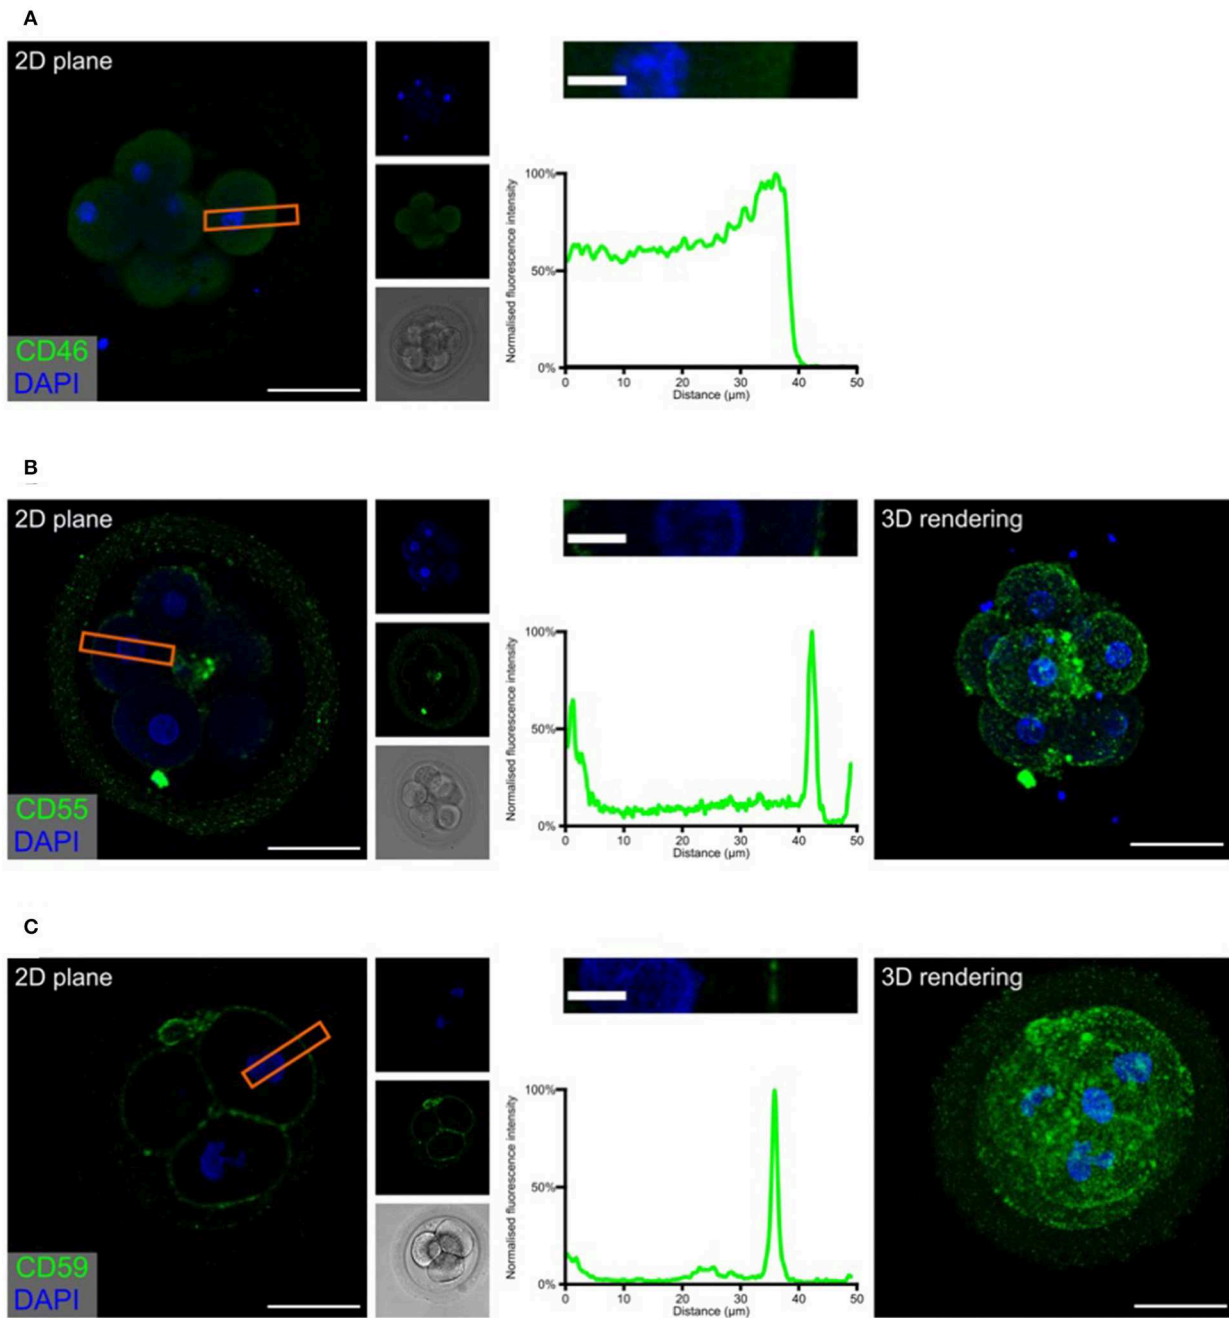 A
2D plane
CD46
DAPI
Normalised fluorescence intensity
100%
50%
0%
0 10 20 30 40 50
Distance (µm)
B
2D plane
CD55
DAPI
Normalised fluorescence intensity
100%
50%
0%
0 10 20 30 40 50
Distance (µm)
3D rendering
C
2D plane
CD59
DAPI
Normalised fluorescence intensity
100%
50%
0%
0 10 20 30 40 50
Distance (µm)
3D rendering